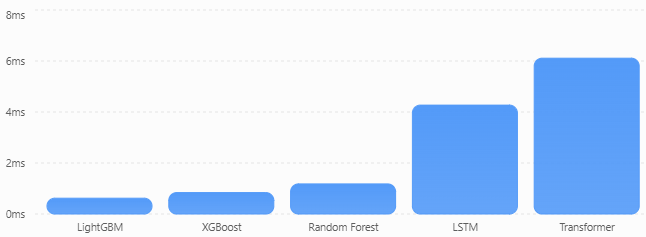 8ms
6ms
4ms
2ms
0ms
LightGBM XGBoost Random Forest LSTM Transformer